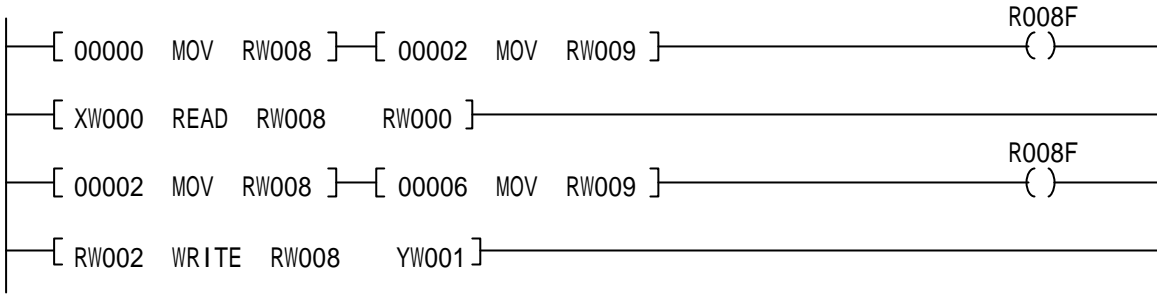 R008F
00000 MOV RW008 00002 MOV RW009
XW000 READ RW008 RW000
R008F
00002 MOV RW008 00006 MOV RW009
RW002 WRITE RW008 YW001